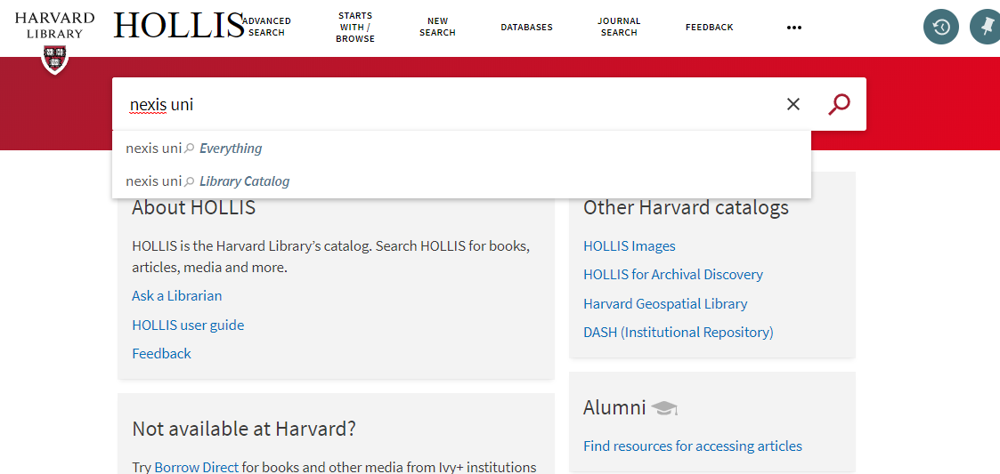 HARVARD
LIBRARY
HOLLIS
ADVANCED
SEARCH
STARTS
WITH /
BROWSE
NEW
SEARCH
DATABASES
JOURNAL
SEARCH
FEEDBACK
•••
nexis uni
nexis uni Everything
nexis uni Library Catalog
About HOLLIS
HOLLIS is the Harvard Library’s catalog. Search HOLLIS for books,
articles, media and more.
Ask a Librarian
HOLLIS user guide
Feedback
Not available at Harvard?
Try Borrow Direct for books and other media from Ivy+ institutions
Other Harvard catalogs
HOLLIS Images
HOLLIS for Archival Discovery
Harvard Geospatial Library
DASH (Institutional Repository)
Alumni
Find resources for accessing articles